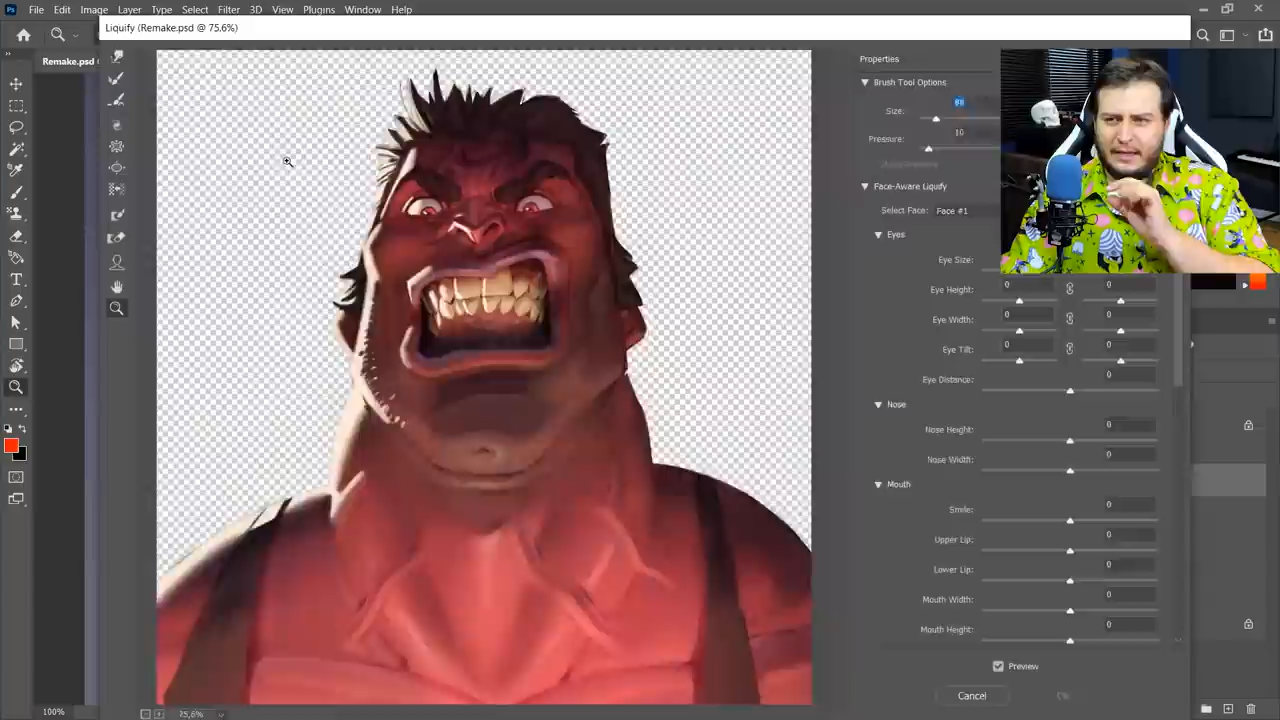 Ps File Edit Image Layer Type Select Filter 3D View Plugins Window Help
Liquify (Remake.psd @ 75.6%)
Remake.psd
Properties
Brush Tool Options
Size:
Pressure: 10
Face-Aware Liquify
Select Face: Face #1
Eyes
Eye Size:
Eye Height: 0 0
Eye Width: 0 0
Eye Tilt: 0 0
Eye Distance: 0
Nose
Nose Height: 0
Nose Width: 0
Mouth
Smile: 0
Upper Lip: 0
Lower Lip: 0
Mouth Width: 0
Mouth Height: 0
Preview
Cancel
100% 75,6%